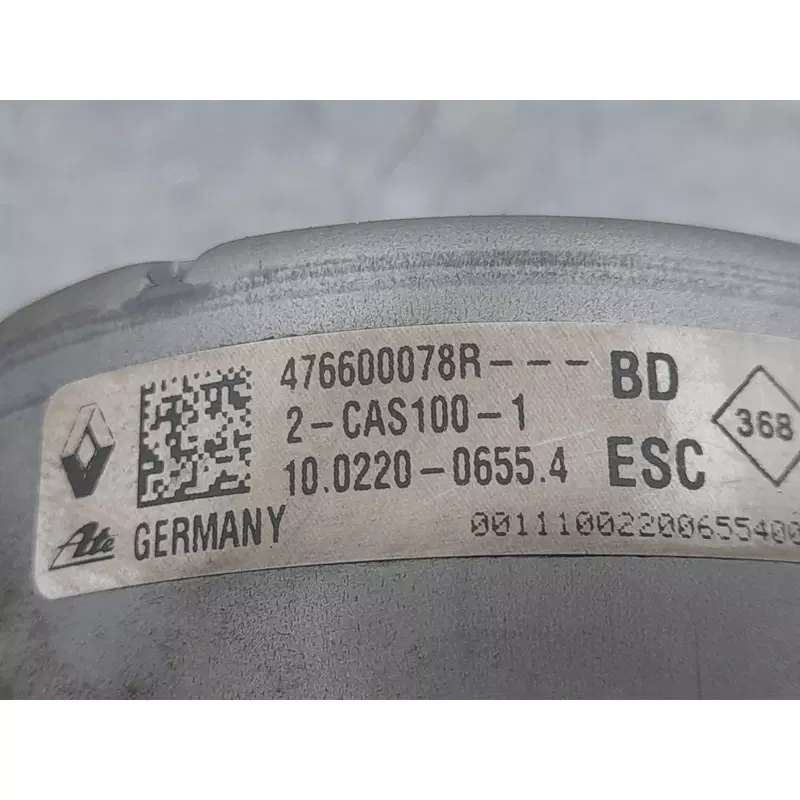 476600078R--- BD
2-CAS100-1
368
10.0220-0655.4 ESC
Ate GERMANY
00111002200655400